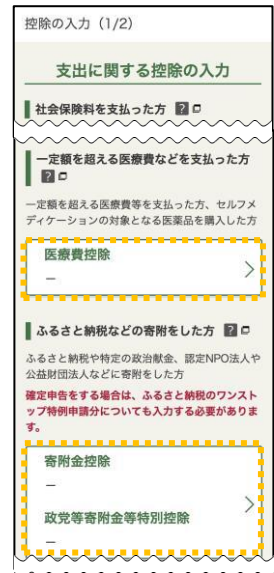 控除の入力（1/2）
支出に関する控除の入力
社会保険料を支払った方 ?
一定額を超える医療費などを支払った方
?
一定額を超える医療費等を支払った方、セルフメ
ディケーションの対象となる医薬品を購入した方
医療費控除
–
ふるさと納税などの寄附をした方 ?
ふるさと納税や特定の政治献金、認定NPO法人や
公益財団法人などに寄附をした方
確定申告をする場合は、ふるさと納税のワンスト
ップ特例申請分についても入力する必要がありま
す。
寄附金控除
–
政党等寄附金等特別控除
–